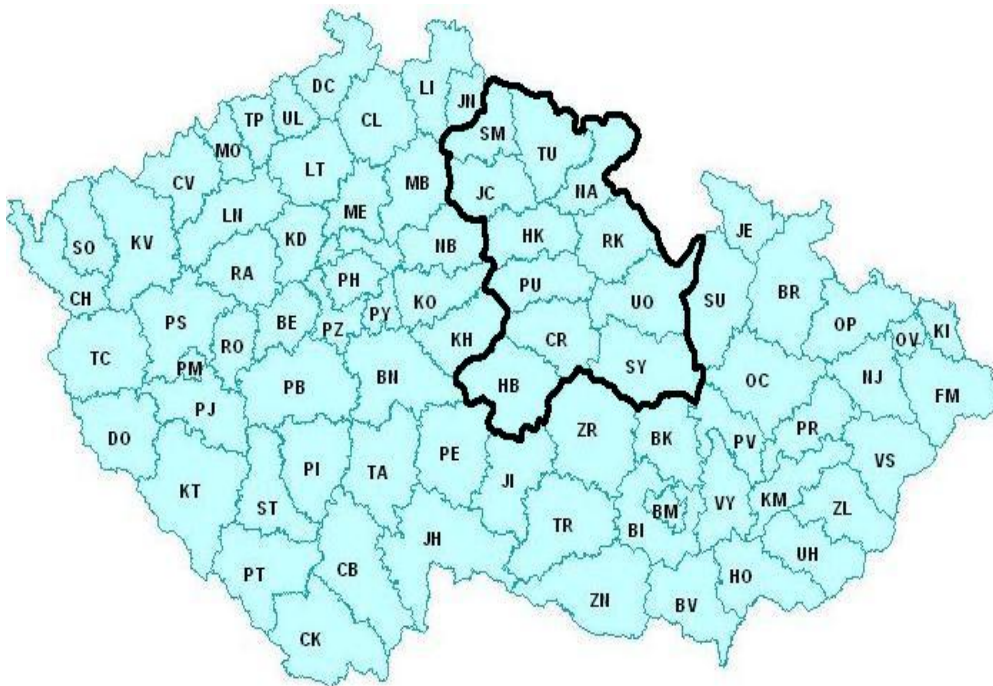 DC
LI
JN
TP
UL
CL
SM
MO
TU
LT
CV
MB
JC
NA
LN
ME
SO
KV
KD
NB
HK
RK
JE
RA
PH
PU
CH
KO
UO
SU
BR
PS
BE
PY
PZ
OP
KI
TC
RO
KH
CR
OV
PM
HB
SY
OC
NJ
PB
BN
FM
PJ
DO
ZR
BK
PR
PV
PE
VS
KT
PI
TA
JI
ST
BM
VY
KM
ZL
TR
BI
JH
UH
PT
CB
HO
ZN
BV
CK